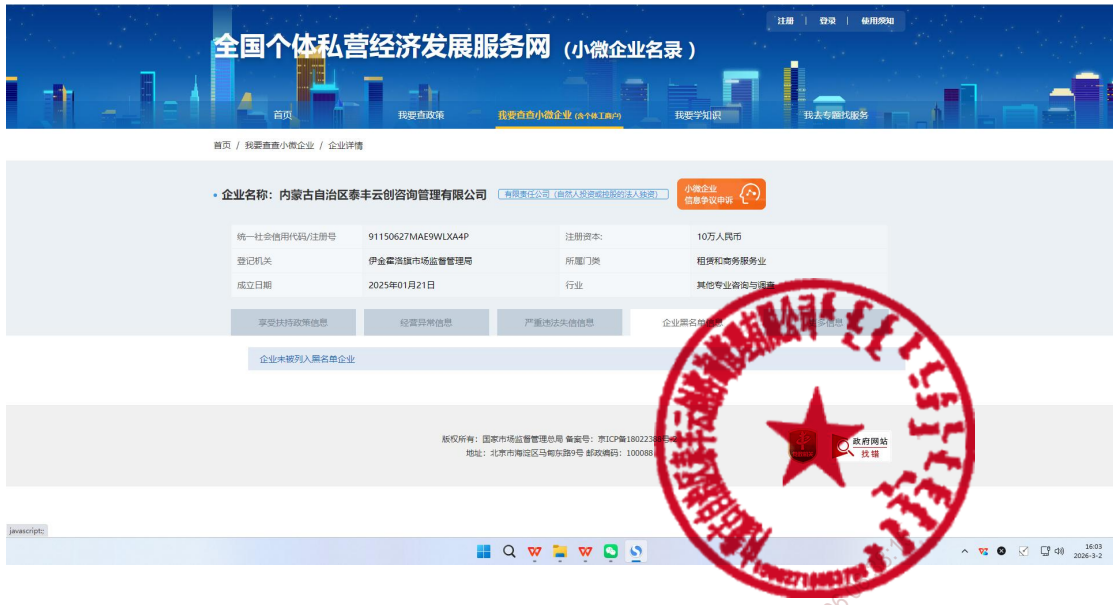 注册 | 登录 | 使用须知
全国个体私营经济发展服务网 (小微企业名录)
首页 我要查政策 我要查查小微企业 (含个体工商户) 我要学知识 我去专题找服务
首页 / 我要查查小微企业 / 企业详情
企业名称: 内蒙古自治区泰丰云创咨询管理有限公司 有限责任公司(自然人投资或控股的法人独资) 小微企业
信息争议申诉
统一社会信用代码/注册号 91150627MAE9WLXA4P 注册资本: 10万人民币
登记机关 伊金霍洛旗市场监督管理局 所属门类 租赁和商务服务业
成立日期 2025年01月21日 行业 其他专业咨询与调查
享受扶持政策信息 经营异常信息 严重违法失信信息 企业黑名单信息
企业未被列入黑名单企业
版权所有: 国家市场监督管理总局 备案号: 京ICP备
地址: 北京市海淀区马甸东路9号 邮政编码: 100088
政府网站
找错
javascript:;
16:03
2026-3-2